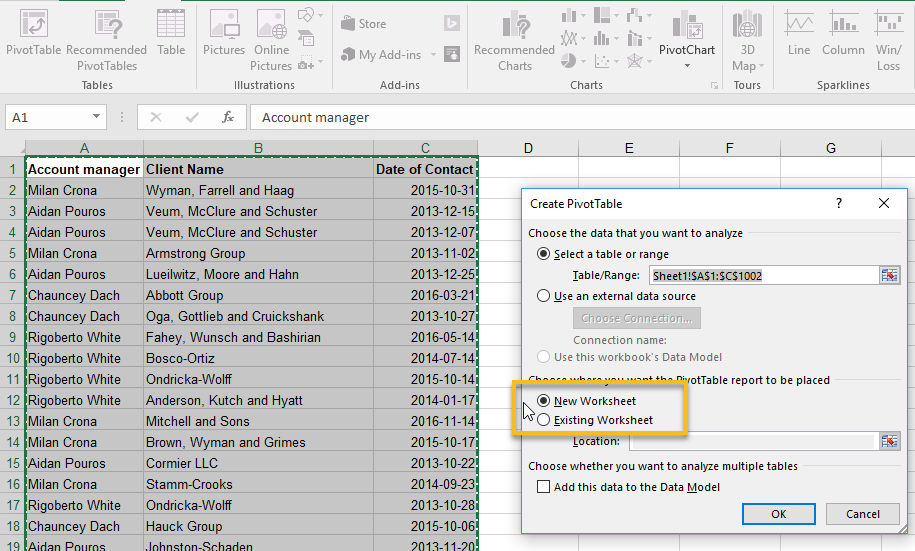 PivotTable Recommended PivotTables Table Pictures Online Pictures Store My Add-ins Recommended Charts PivotChart 3D Map Line Column Win/ Loss
Tables Illustrations Add-ins Charts Tours Sparklines
A1 fx Account manager
A B C D E F G
1 Account manager Client Name Date of Contact
2 Milan Crona Wyman, Farrell and Haag 2015-10-31
3 Aidan Pouros Veum, McClure and Schuster 2013-12-15
4 Aidan Pouros Veum, McClure and Schuster 2013-12-07
5 Milan Crona Armstrong Group 2013-11-02
6 Aidan Pouros Lueilwitz, Moore and Hahn 2013-12-25
7 Chauncey Dach Abbott Group 2016-03-21
8 Chauncey Dach Oga, Gottlieb and Cruickshank 2013-10-27
9 Rigoberto White Fahey, Wunsch and Bashirian 2016-05-14
10 Rigoberto White Bosco-Ortiz 2014-07-14
11 Rigoberto White Ondricka-Wolff 2015-10-14
12 Rigoberto White Anderson, Kutch and Hyatt 2014-01-17
13 Milan Crona Mitchell and Sons 2016-11-14
14 Milan Crona Brown, Wyman and Grimes 2015-10-17
15 Aidan Pouros Cormier LLC 2013-10-22
16 Milan Crona Stamm-Crooks 2014-09-23
17 Rigoberto White Ondricka-Wolff 2013-10-28
18 Chauncey Dach Hauck Group 2015-10-06
19 Aidan Pouros Johnston-Schaden 2013-11-20
Create PivotTable ?
Choose the data that you want to analyze
Select a table or range
Table/Range: Sheet1!$A$1:$C$1002
Use an external data source
Choose Connection...
Connection name:
Use this workbook's Data Model
Choose where you want the PivotTable report to be placed
New Worksheet
Existing Worksheet
Location:
Choose whether you want to analyze multiple tables
Add this data to the Data Model
OK Cancel